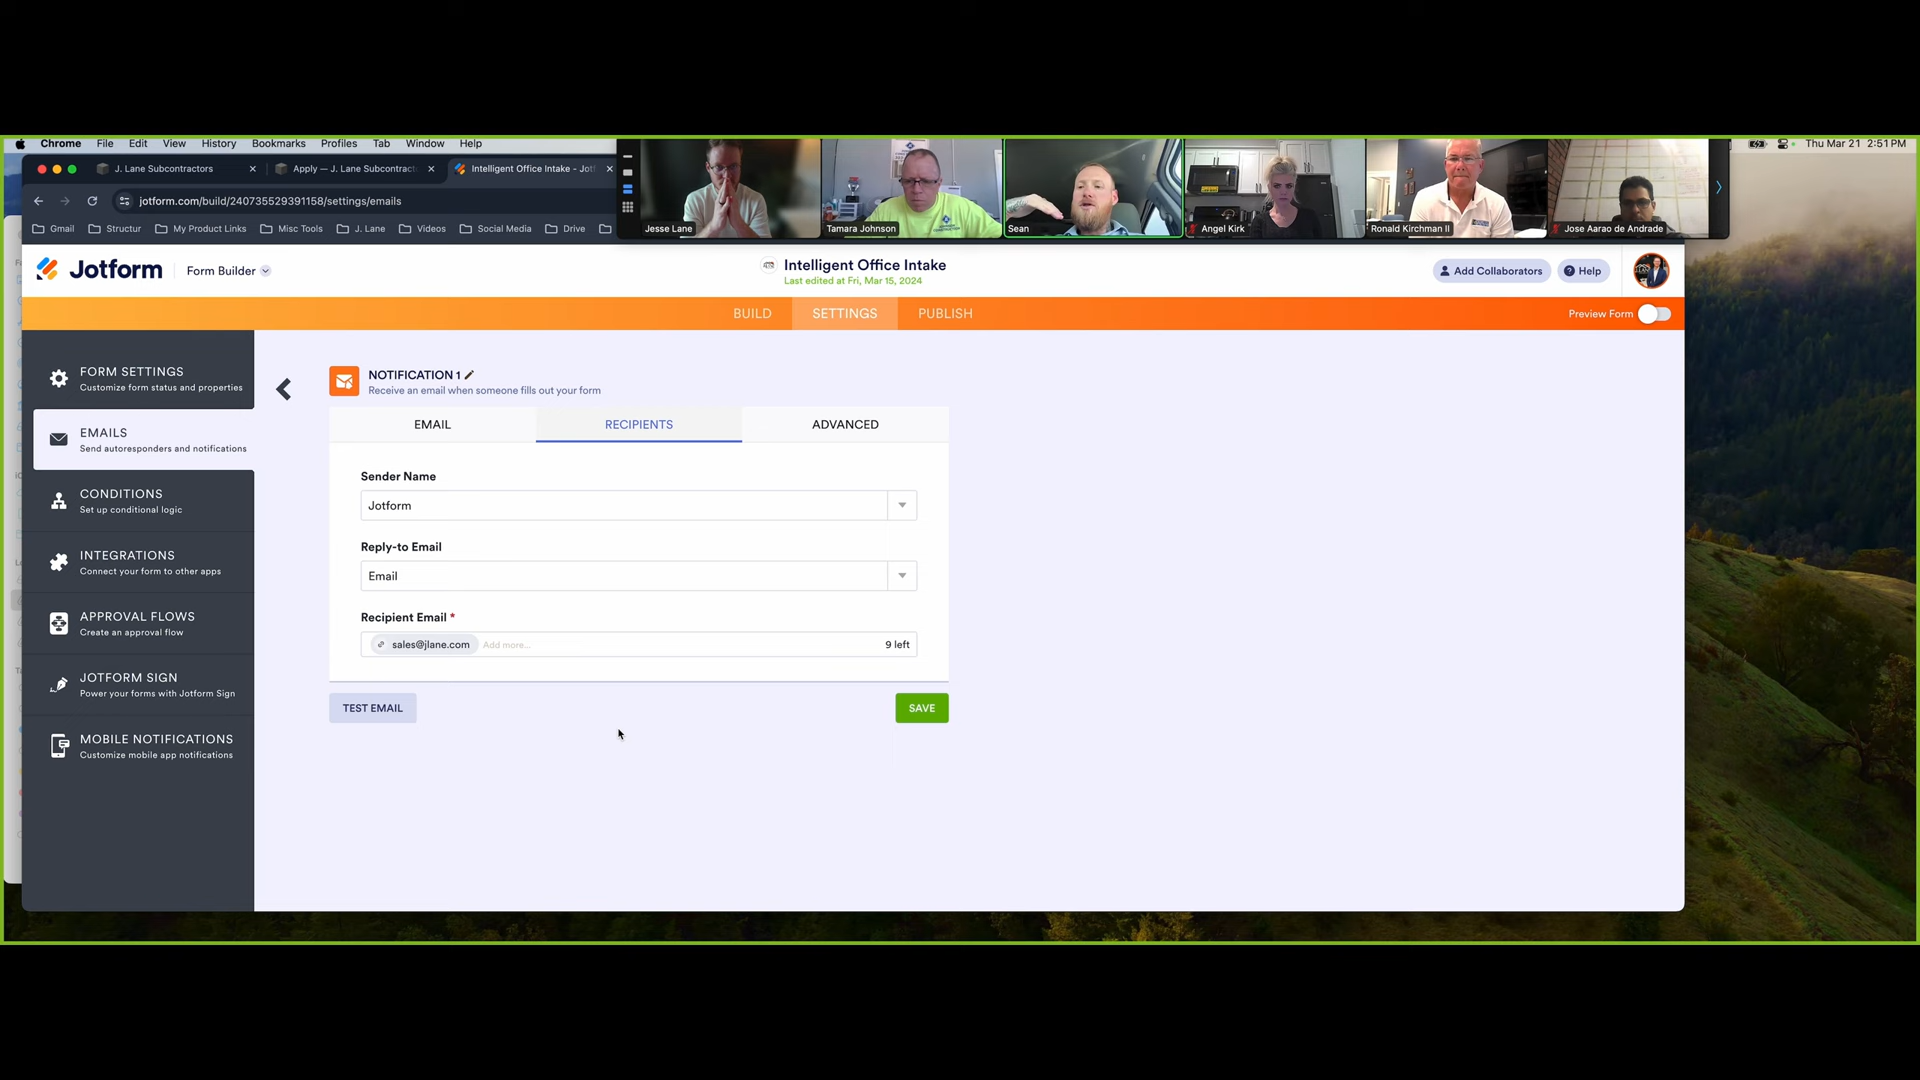 Chrome File Edit View History Bookmarks Profiles Tab Window Help
Thu Mar 21 2:51 PM
J. Lane Subcontractors
Apply — J. Lane Subcontract
Intelligent Office Intake - Jot
jotform.com/build/240735529391158/settings/emails
Gmail Structur My Product Links Misc Tools J. Lane Videos Social Media Drive
Jesse Lane
Tamara Johnson
Sean
Angel Kirk
Ronald Kirchman II
Jose Aarao de Andrade
Jotform
Form Builder
Intelligent Office Intake
Last edited at Fri, Mar 15, 2024
Add Collaborators
Help
BUILD SETTINGS PUBLISH
Preview Form
FORM SETTINGS
Customize form status and properties
EMAILS
Send autoresponders and notifications
CONDITIONS
Set up conditional logic
INTEGRATIONS
Connect your form to other apps
APPROVAL FLOWS
Create an approval flow
JOTFORM SIGN
Power your forms with Jotform Sign
MOBILE NOTIFICATIONS
Customize mobile app notifications
NOTIFICATION 1
Receive an email when someone fills out your form
EMAIL RECIPIENTS ADVANCED
Sender Name
Jotform
Reply-to Email
Email
Recipient Email *
sales@jlane.com Add more... 9 left
TEST EMAIL
SAVE